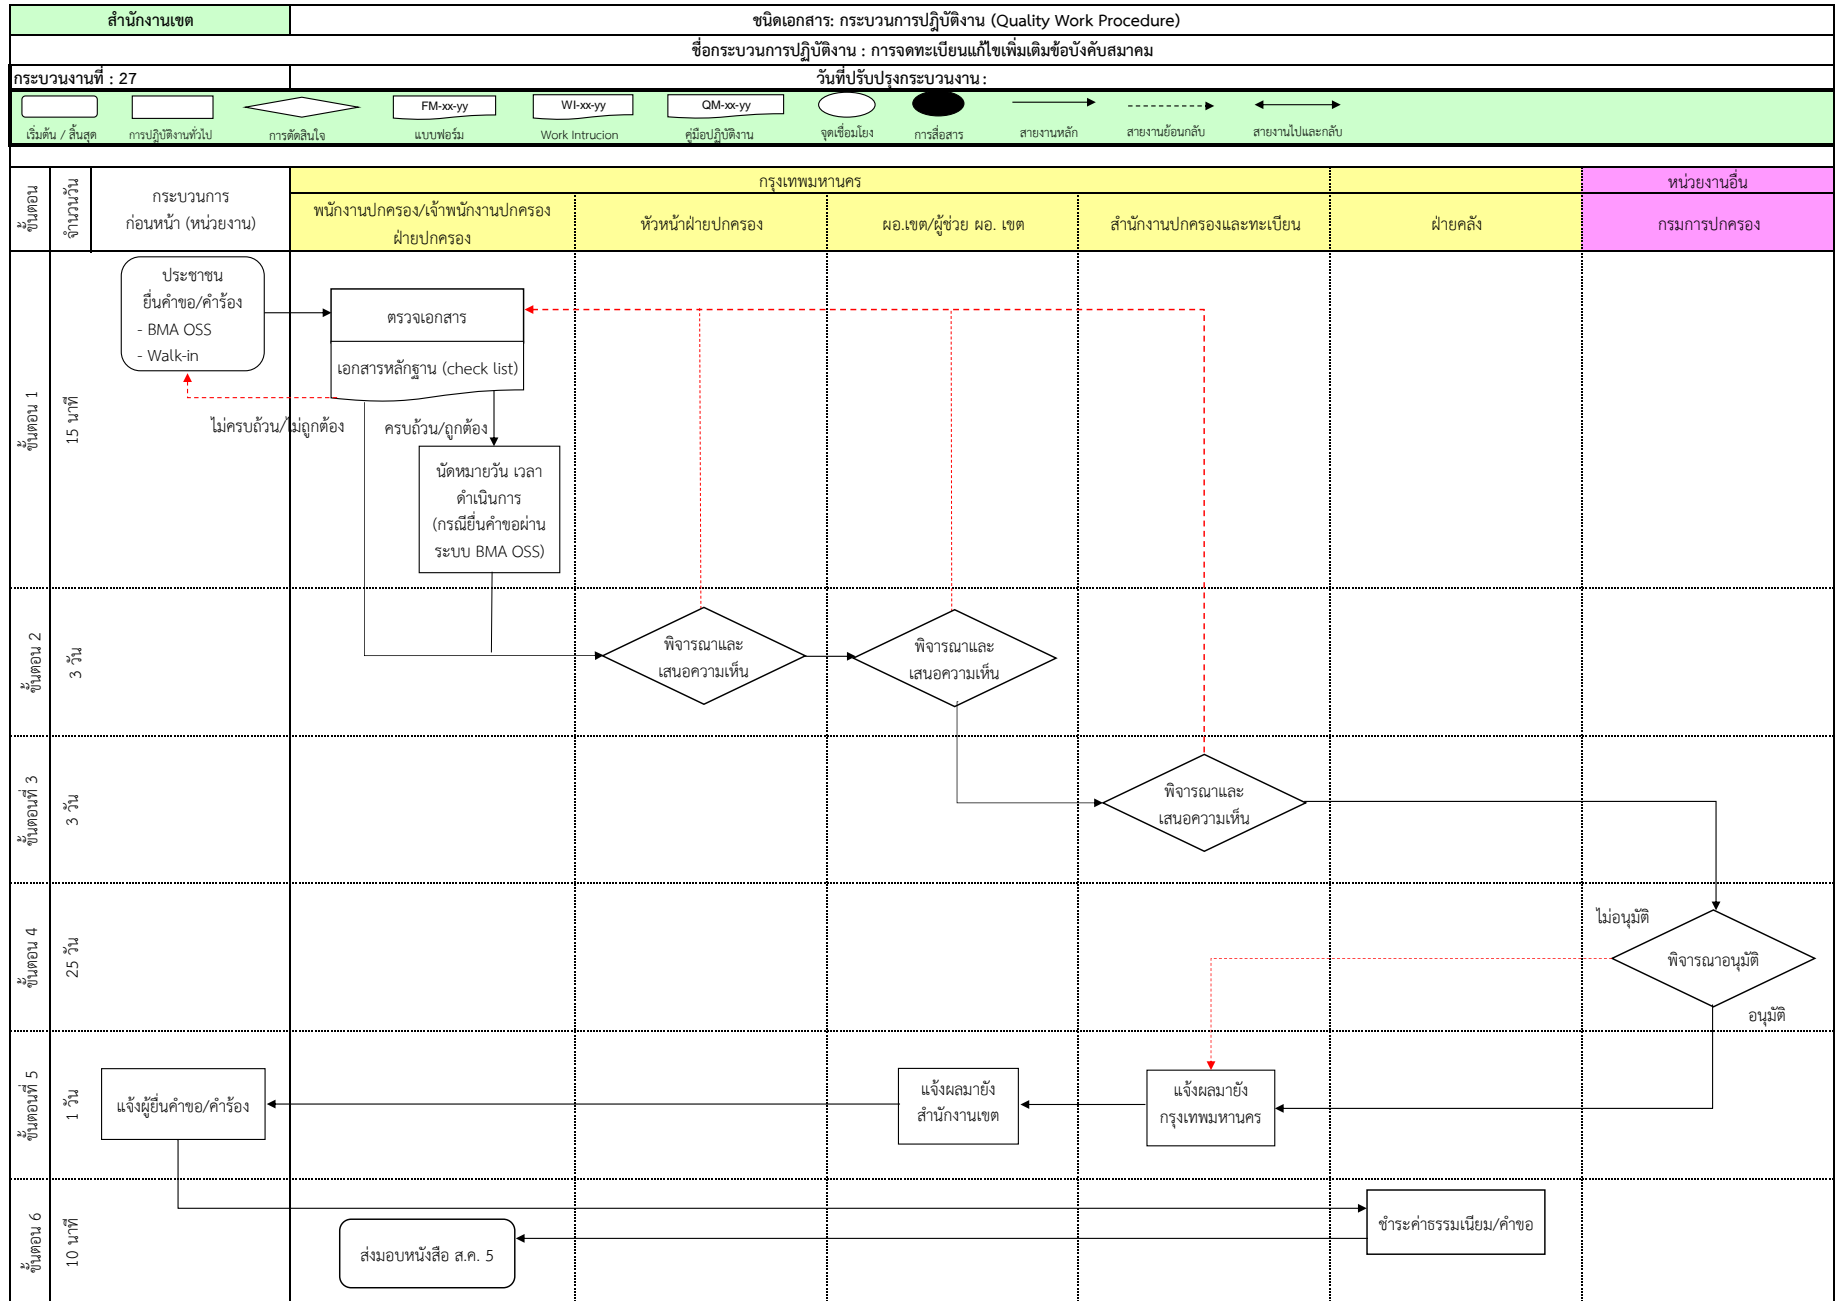 สำนักงานเขต
ชนิดเอกสาร: กระบวนการปฏิบัติงาน (Quality Work Procedure)
ชื่อกระบวนการปฏิบัติงาน : การจดทะเบียนแก้ไขเพิ่มเติมข้อบังคับสมาคม
กระบวนงานที่ : 27
วันที่ปรับปรุงกระบวนงาน :
FM-xx-yy
WI-xx-yy
QM-xx-yy
เริ่มต้น / สิ้นสุด
การปฏิบัติงานทั่วไป
การตัดสินใจ
แบบฟอร์ม
Work Intrucion
คู่มือปฏิบัติงาน
จุดเชื่อมโยง
การสื่อสาร
สายงานหลัก
สายงานย้อนกลับ
สายงานไปและกลับ
ขั้นตอน
จำนวนวัน
กระบวนการ
ก่อนหน้า (หน่วยงาน)
กรุงเทพมหานคร
หน่วยงานอื่น
พนักงานปกครอง/เจ้าพนักงานปกครอง
ฝ่ายปกครอง
หัวหน้าฝ่ายปกครอง
ผอ.เขต/ผู้ช่วย ผอ. เขต
สำนักงานปกครองและทะเบียน
ฝ่ายคลัง
กรมการปกครอง
ขั้นตอน 1
15 นาที
ประชาชน
ยื่นคำขอ/คำร้อง
- BMA OSS
- Walk-in
ตรวจเอกสาร
เอกสารหลักฐาน (check list)
ไม่ครบถ้วน/ไม่ถูกต้อง
ครบถ้วน/ถูกต้อง
นัดหมายวัน เวลา
ดำเนินการ
(กรณียื่นคำขอผ่าน
ระบบ BMA OSS)
ขั้นตอน 2
3 วัน
พิจารณาและ
เสนอความเห็น
พิจารณาและ
เสนอความเห็น
ขั้นตอนที่ 3
3 วัน
พิจารณาและ
เสนอความเห็น
ขั้นตอน 4
25 วัน
ไม่อนุมัติ
พิจารณาอนุมัติ
อนุมัติ
ขั้นตอนที่ 5
1 วัน
แจ้งผู้ยื่นคำขอ/คำร้อง
แจ้งผลมายัง
สำนักงานเขต
แจ้งผลมายัง
กรุงเทพมหานคร
ขั้นตอน 6
10 นาที
ส่งมอบหนังสือ ส.ค. 5
ชำระค่าธรรมเนียม/คำขอ